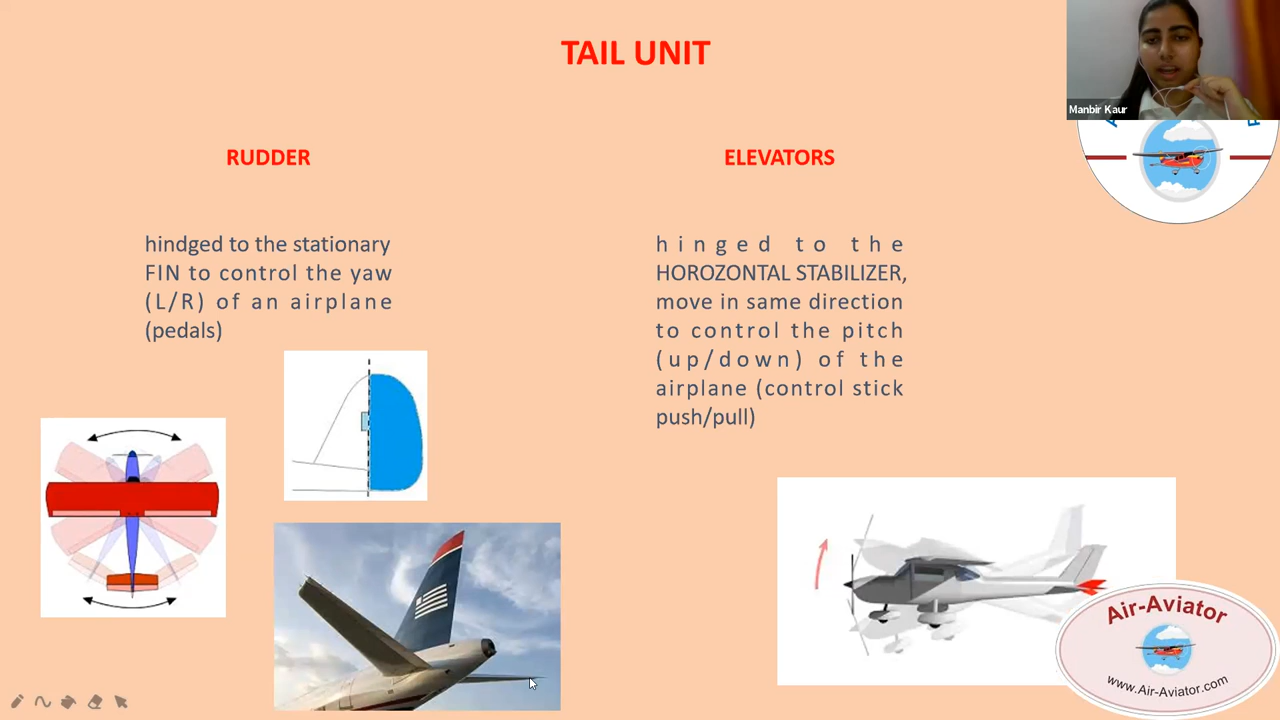 TAIL UNIT
Manbir Kaur
RUDDER
ELEVATORS
hindged to the stationary
FIN to control the yaw
(L/R) of an airplane
(pedals)
hinged to the
HOROZONTAL STABILIZER,
move in same direction
to control the pitch
(up/down) of the
airplane (control stick
push/pull)
Air-Aviator
www.Air-Aviator.com